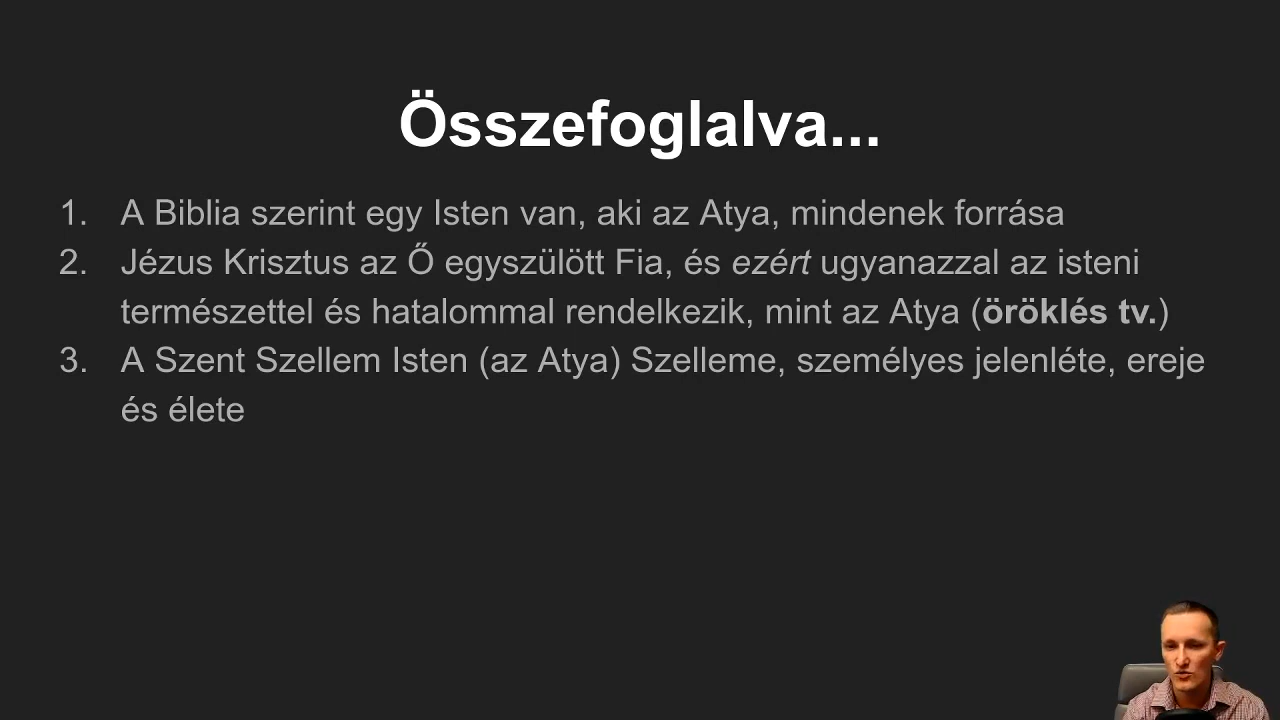 Összefoglalva...
1. A Biblia szerint egy Isten van, aki az Atya, mindenek forrása
2. Jézus Krisztus az Ő egyszülött Fia, és ezért ugyanazzal az isteni
természettel és hatalommal rendelkezik, mint az Atya (öröklés tv.)
3. A Szent Szellem Isten (az Atya) Szelleme, személyes jelenléte, ereje
és élete